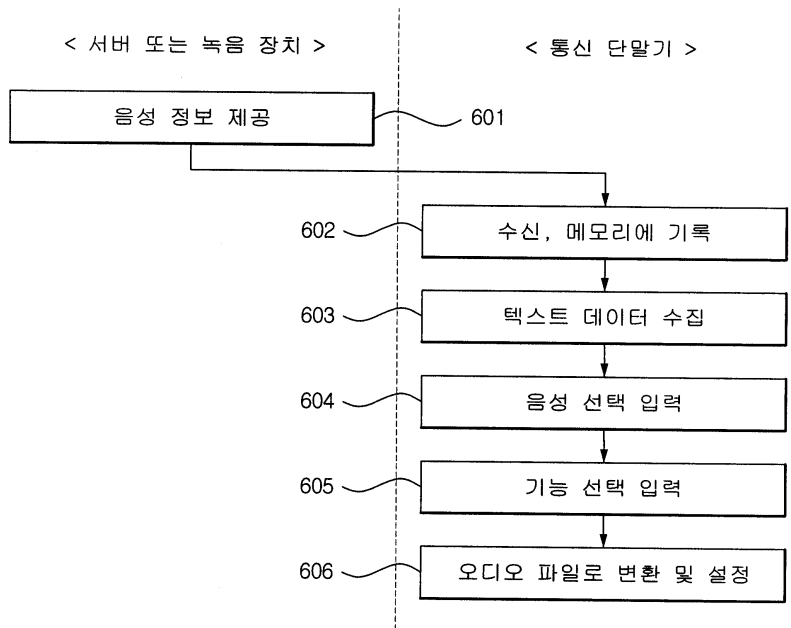 < 서버 또는 녹음 장치 >
< 통신 단말기 >
음성 정보 제공
601
602
수신, 메모리에 기록
603
텍스트 데이터 수집
604
음성 선택 입력
605
기능 선택 입력
606
오디오 파일로 변환 및 설정